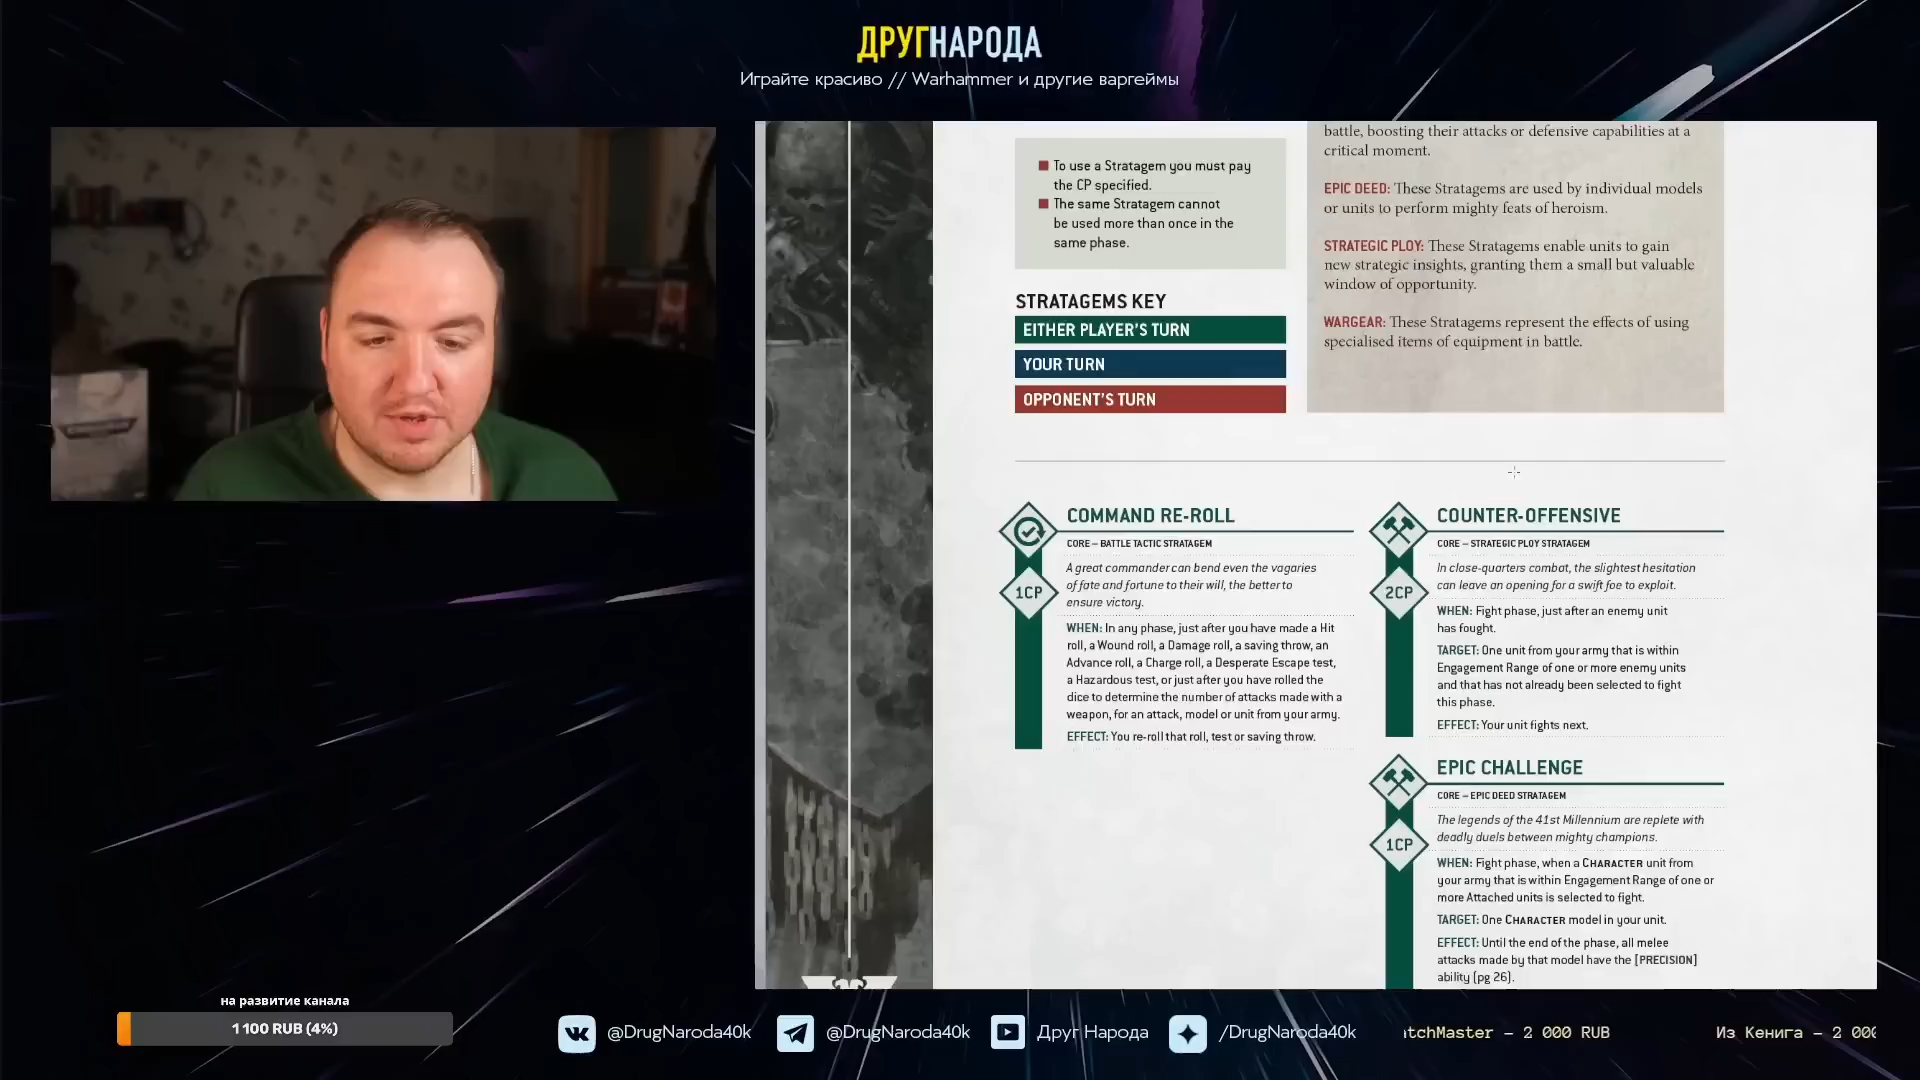 ДРУГНАРОДА
Играйте красиво // Warhammer и другие варгеймы
To use a Stratagem you must pay
the CP specified.
The same Stratagem cannot
be used more than once in the
same phase.
STRATAGEMS KEY
EITHER PLAYER'S TURN
YOUR TURN
OPPONENT'S TURN
battle, boosting their attacks or defensive capabilities at a
critical moment.
EPIC DEED: These Stratagems are used by individual models
or units to perform mighty feats of heroism.
STRATEGIC PLOY: These Stratagems enable units to gain
new strategic insights, granting them a small but valuable
window of opportunity.
WARGEAR: These Stratagems represent the effects of using
specialised items of equipment in battle.
COMMAND RE-ROLL
CORE – BATTLE TACTIC STRATAGEM
1CP
A great commander can bend even the vagaries
of fate and fortune to their will, the better to
ensure victory.
WHEN: In any phase, just after you have made a Hit
roll, a Wound roll, a Damage roll, a saving throw, an
Advance roll, a Charge roll, a Desperate Escape test,
a Hazardous test, or just after you have rolled the
dice to determine the number of attacks made with a
weapon, for an attack, model or unit from your army.
EFFECT: You re-roll that roll, test or saving throw.
COUNTER-OFFENSIVE
CORE – STRATEGIC PLOY STRATAGEM
2CP
In close-quarters combat, the slightest hesitation
can leave an opening for a swift foe to exploit.
WHEN: Fight phase, just after an enemy unit
has fought.
TARGET: One unit from your army that is within
Engagement Range of one or more enemy units
and that has not already been selected to fight
this phase.
EFFECT: Your unit fights next.
EPIC CHALLENGE
CORE – EPIC DEED STRATAGEM
1CP
The legends of the 41st Millennium are replete with
deadly duels between mighty champions.
WHEN: Fight phase, when a CHARACTER unit from
your army that is within Engagement Range of one or
more Attached units is selected to fight.
TARGET: One CHARACTER model in your unit.
EFFECT: Until the end of the phase, all melee
attacks made by that model have the [PRECISION]
ability (pg 26).
на развитие канала
1 100 RUB (4%)
@DrugNaroda40k
@DrugNaroda40k
Друг Народа
/DrugNaroda40k
tchMaster – 2 000 RUB
Из Кенига – 2 000